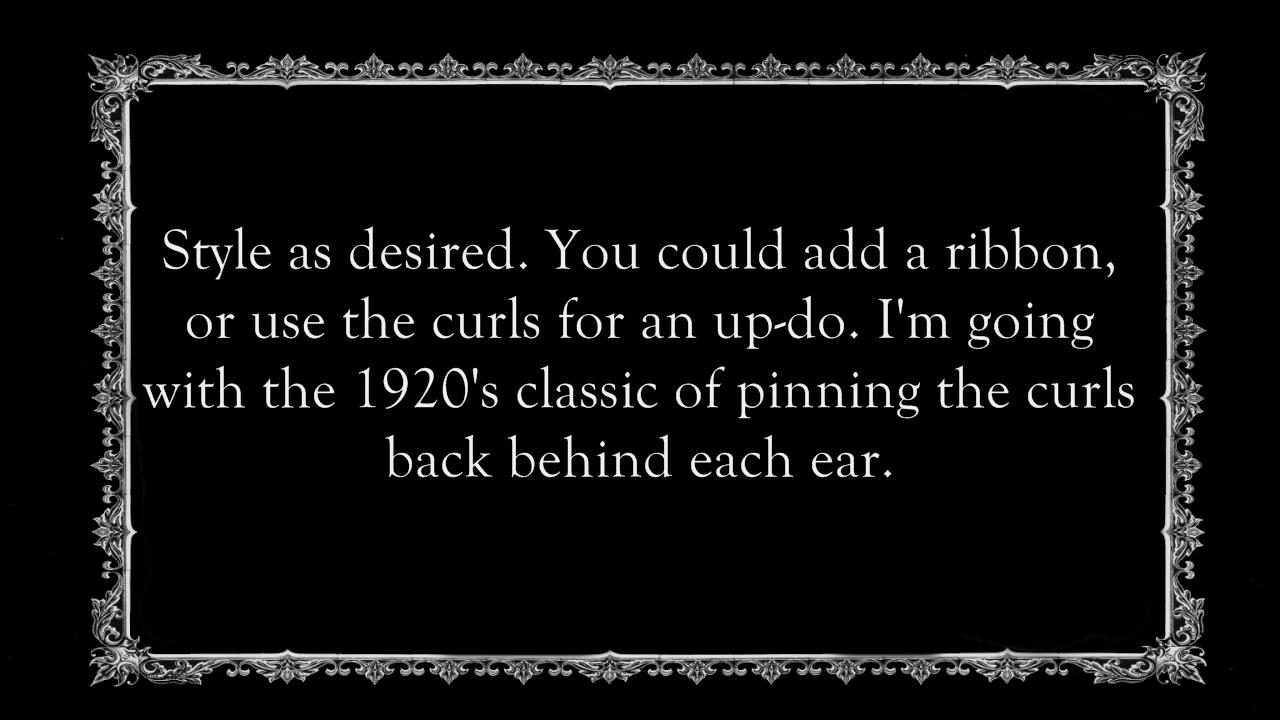 Style as desired. You could add a ribbon,
or use the curls for an up-do. I'm going
with the 1920's classic of pinning the curls
back behind each ear.